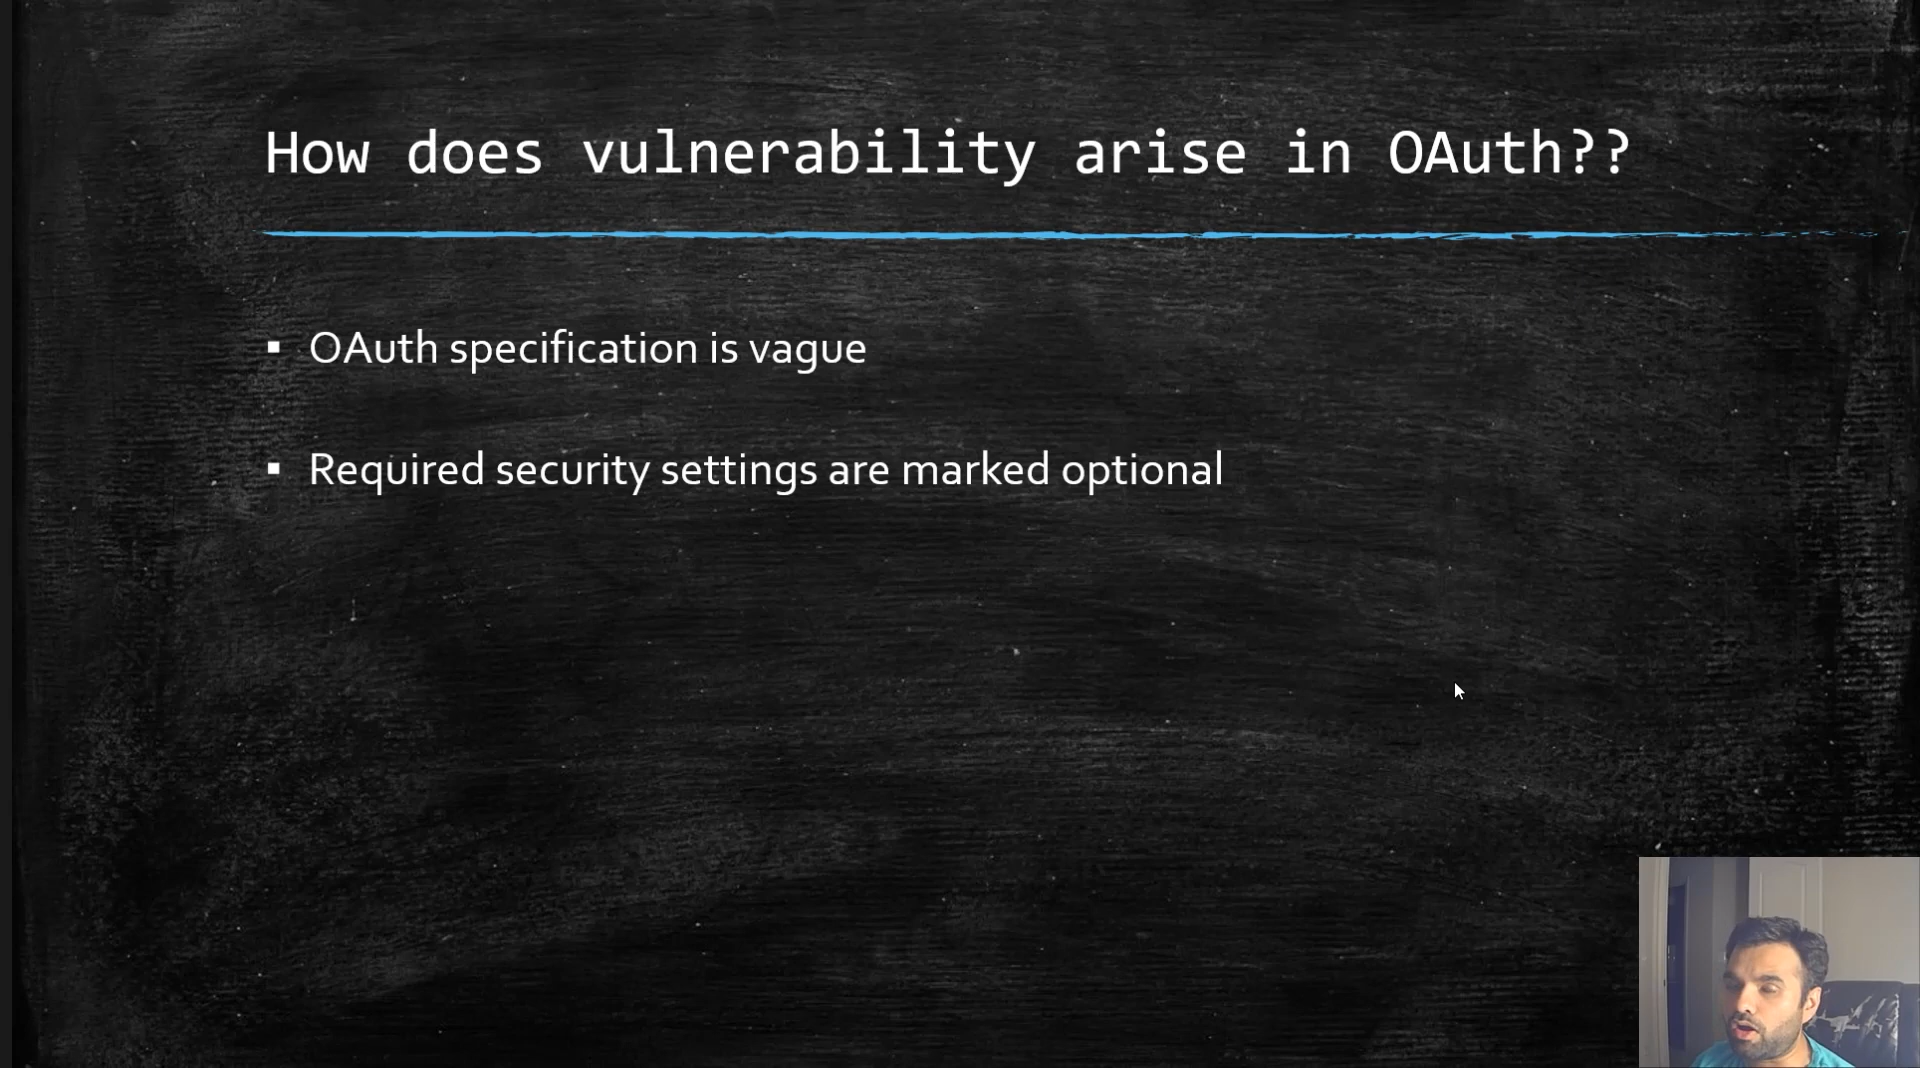 How does vulnerability arise in OAuth??
▪ OAuth specification is vague
▪ Required security settings are marked optional